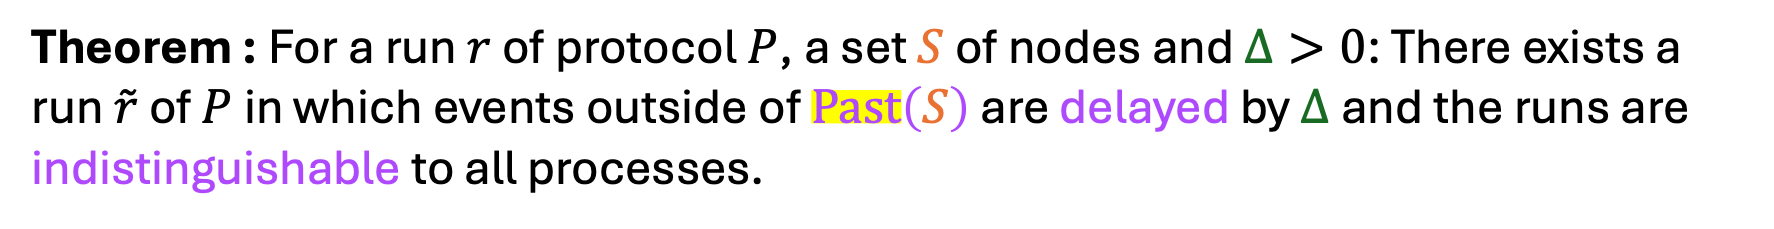 Theorem : For a run r of protocol P, a set S of nodes and Δ > 0: There exists a
run r̃ of P in which events outside of Past(S) are delayed by Δ and the runs are
indistinguishable to all processes.